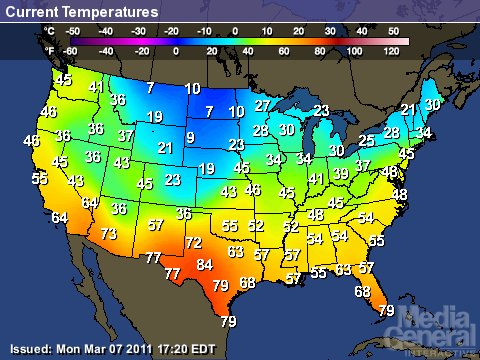 Current Temperatures
°C -50 -40 -30 -20 -10 0 10 20 30 40 50
°F -60 -40 -20 0 20 40 60 80 100 120
45 41 36 7 10
46 19 7 10 27 23 21 30
46 36 36 37 9 28 30 30 28 34
21 23 25
45 36 43 19 34 34 37 45
55 43 45 23 45 41 39 48
64 36 43 46 45 45 48
64 36 48 54
73 57 55 52 52 54 54 55
77 72 63 57 57
77 84 79 68 57 55 63 57
79 68
79
Issued: Mon Mar 07 2011 17:20 EDT
Media General
INTERACTIVE